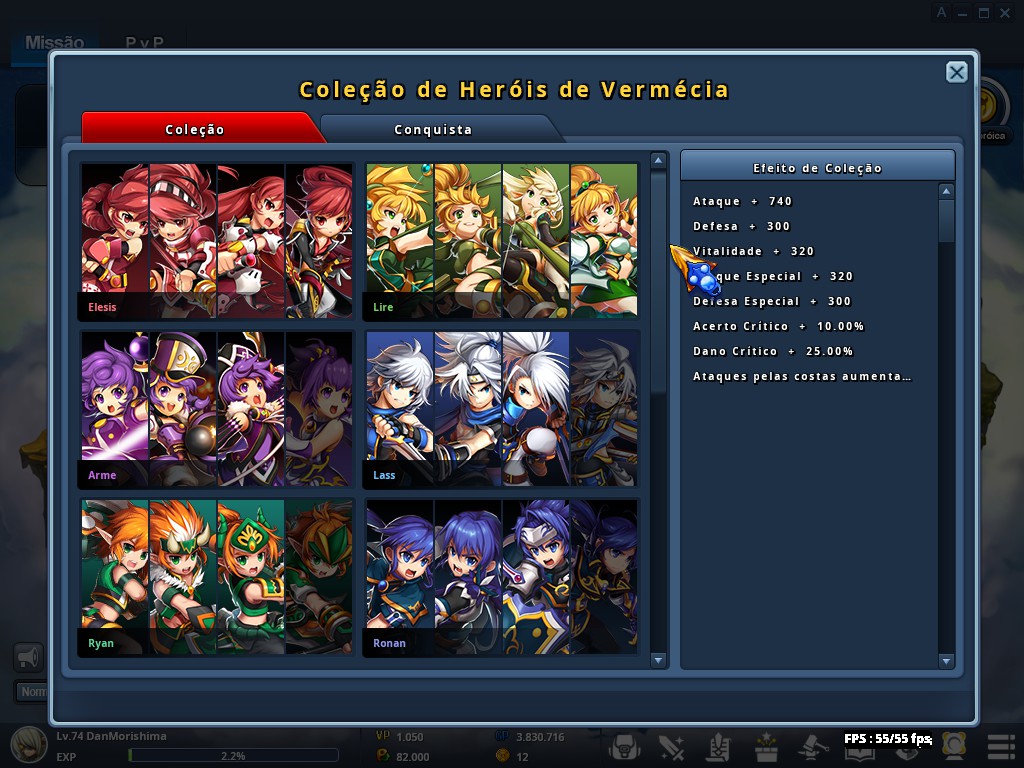 A
Missão PvP
Coleção de Heróis de Vermécia
Coleção Conquista
Efeito de Coleção
Ataque + 740
Defesa + 300
Vitalidade + 320
que Especial + 320
Defesa Especial + 300
Acerto Crítico + 10.00%
Dano Crítico + 25.00%
Ataques pelas costas aumenta...
Elesis Lire
Arme Lass
Ryan Ronan
Norm
Lv.74 DanMorishima
EXP 2.2%
VP 1.050
82.000
3.830.716
12
FPS : 55/55 fps